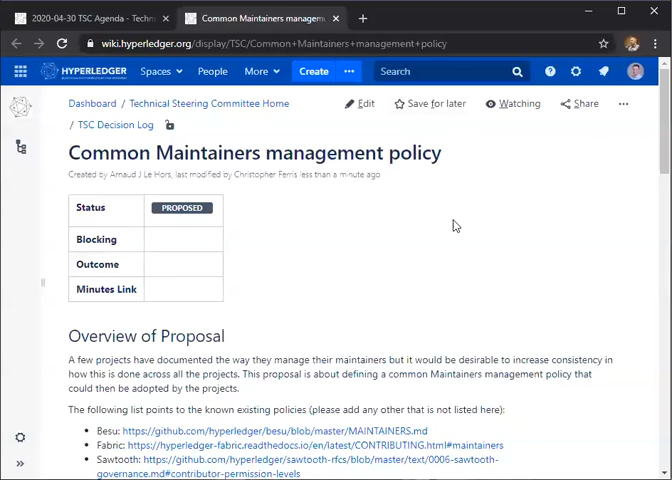 2020-04-30 TSC Agenda - Techn
Common Maintainers managem
wiki.hyperledger.org/display/TSC/Common+Maintainers+management+policy
HYPERLEDGER
Spaces
People
More
Create
Search
Dashboard / Technical Steering Committee Home
Edit
Save for later
Watching
Share
/ TSC Decision Log
Common Maintainers management policy
Created by Arnaud J Le Hors, last modified by Christopher Ferris less than a minute ago
Status PROPOSED
Blocking
Outcome
Minutes Link
Overview of Proposal
A few projects have documented the way they manage their maintainers but it would be desirable to increase consistency in
how this is done across all the projects. This proposal is about defining a common Maintainers management policy that
could then be adopted by the projects.
The following list points to the known existing policies (please add any other that is not listed here):
• Besu: https://github.com/hyperledger/besu/blob/master/MAINTAINERS.md
• Fabric: https://hyperledger-fabric.readthedocs.io/en/latest/CONTRIBUTING.html#maintainers
• Sawtooth: https://github.com/hyperledger/sawtooth-rfcs/blob/master/text/0006-sawtooth-
governance.md#contributor-permission-levels